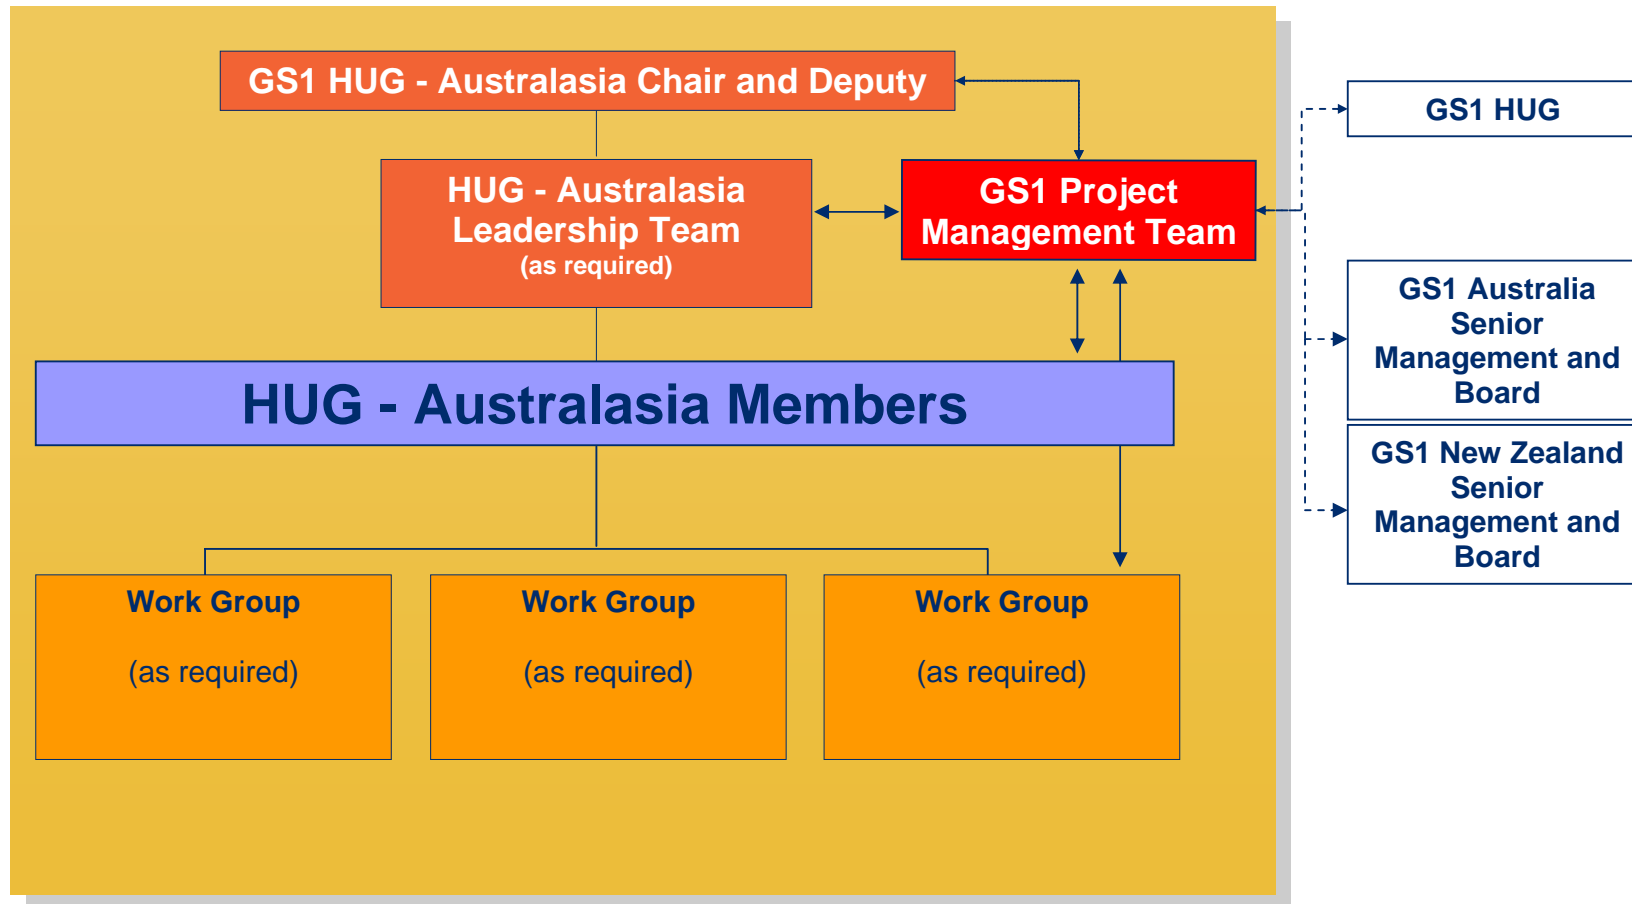 GS1 HUG - Australasia Chair and Deputy
GS1 HUG
HUG - Australasia
Leadership Team
(as required)
GS1 Project
Management Team
GS1 Australia
Senior
Management and
Board
HUG - Australasia Members
GS1 New Zealand
Senior
Management and
Board
Work Group
(as required)
Work Group
(as required)
Work Group
(as required)